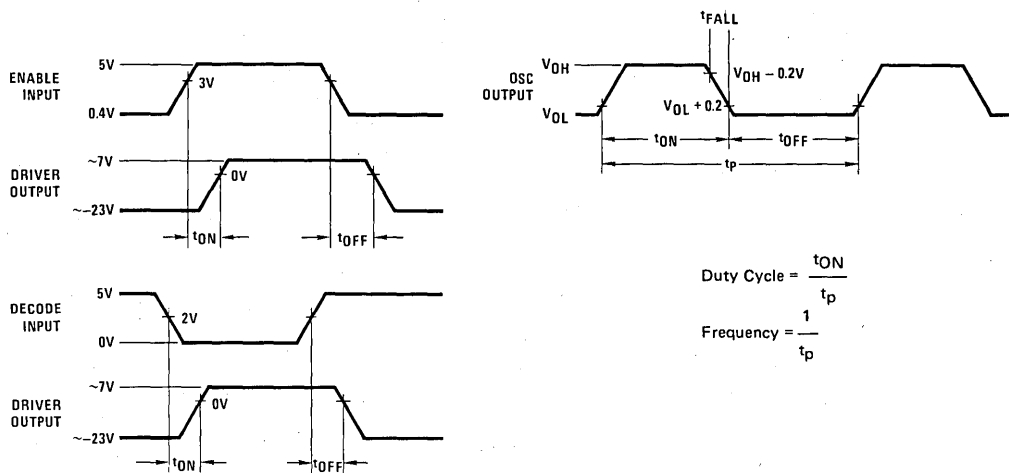 ENABLE
INPUT
5V
3V
0.4V
DRIVER
OUTPUT
~7V
0V
~-23V
tON
tOFF
DECODE
INPUT
5V
2V
0V
DRIVER
OUTPUT
~7V
0V
~-23V
tON
tOFF
tFALL
OSC
OUTPUT
VOH
VOH - 0.2V
VOL + 0.2
VOL
tON
tOFF
tp
Duty Cycle = tON
tp
Frequency = 1
tp